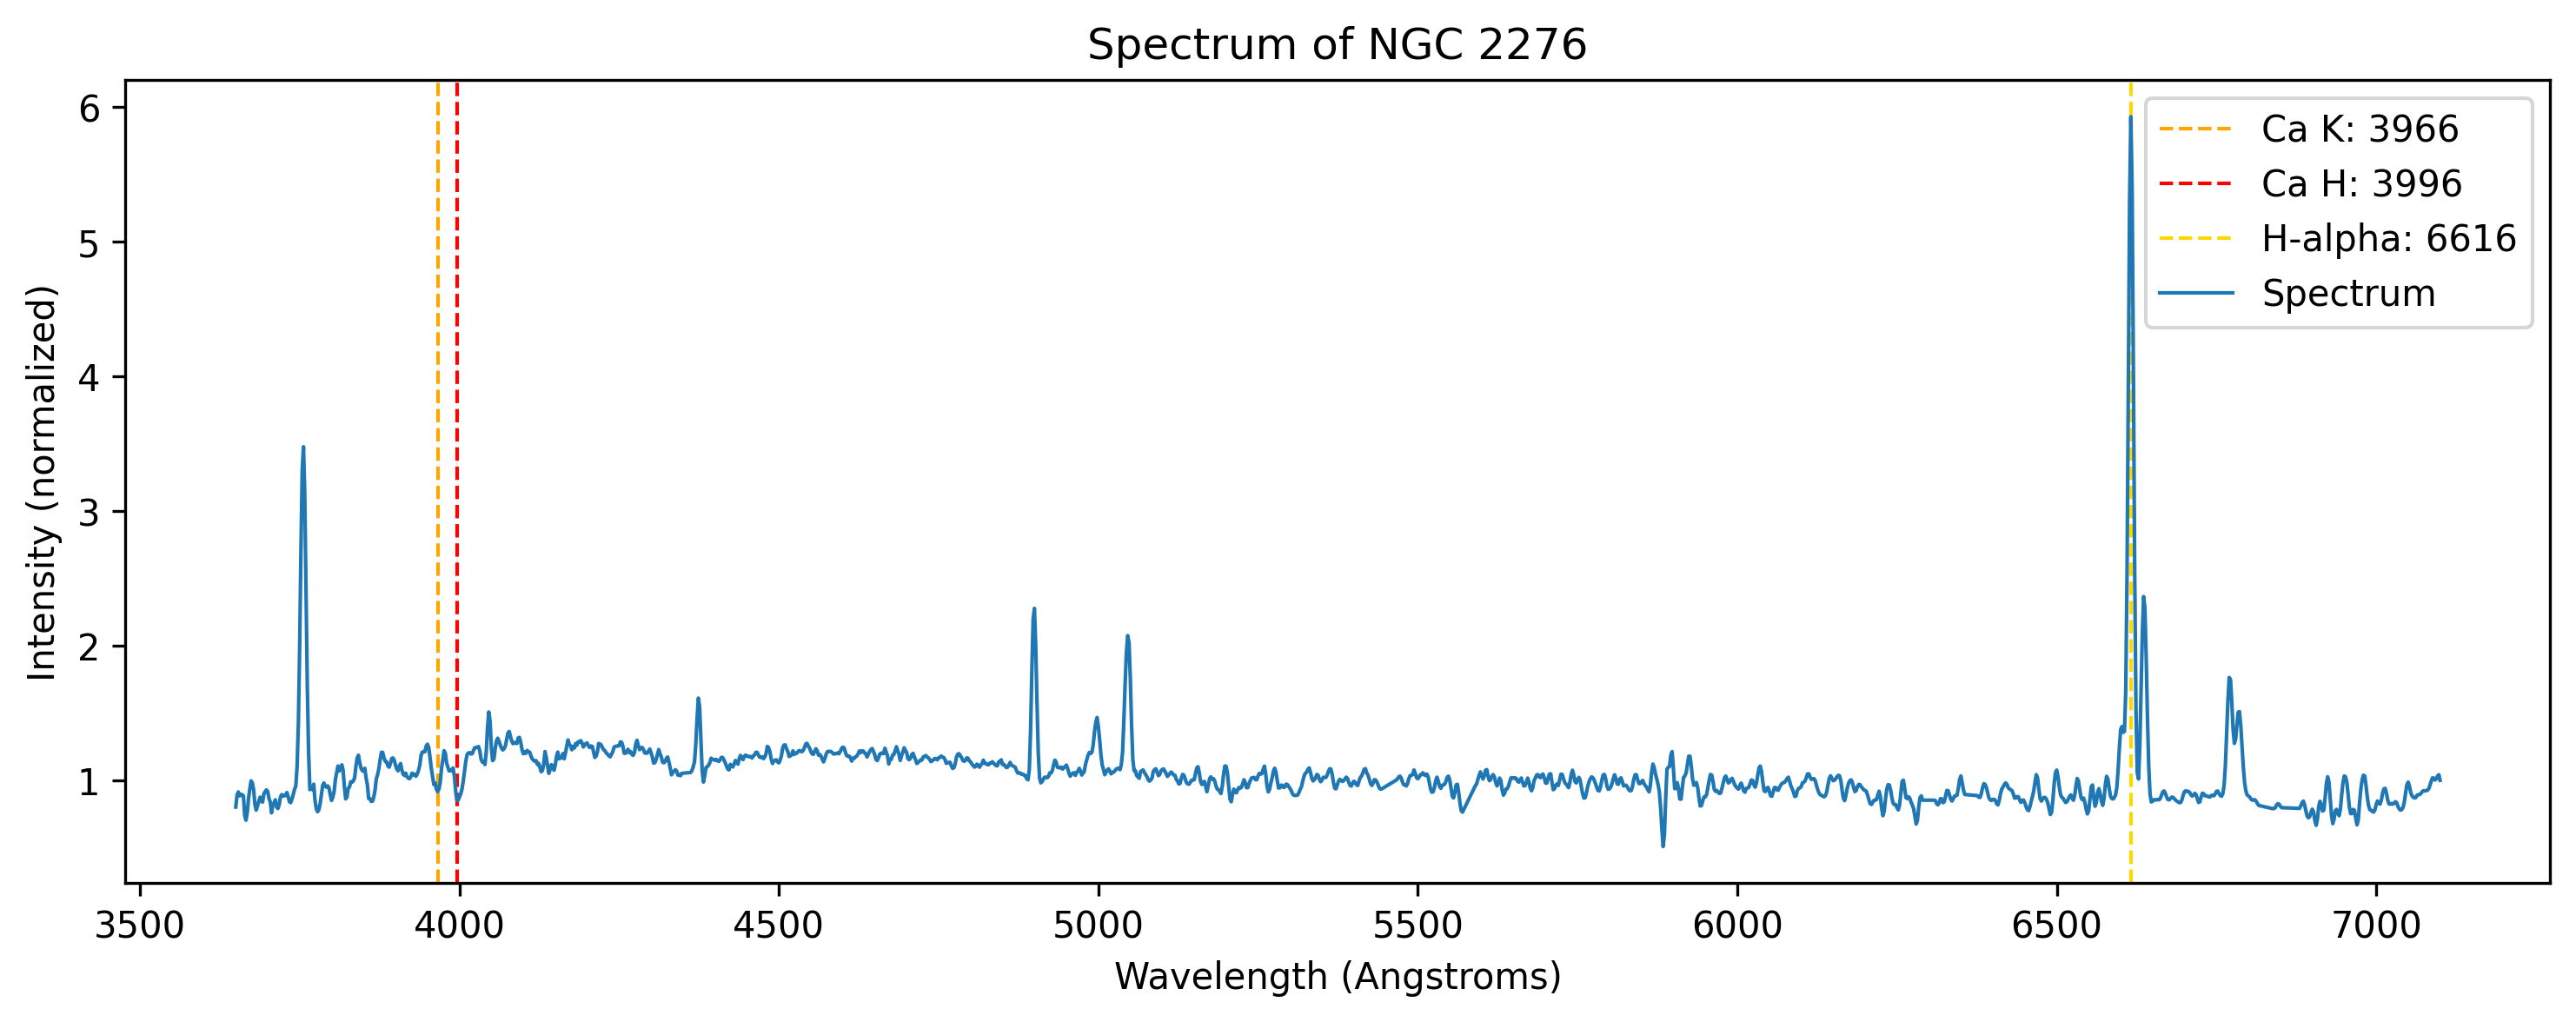 Spectrum of NGC 2276
Intensity (normalized)
6
5
4
3
2
1
Ca K: 3966
Ca H: 3996
H-alpha: 6616
Spectrum
3500 4000 4500 5000 5500 6000 6500 7000
Wavelength (Angstroms)